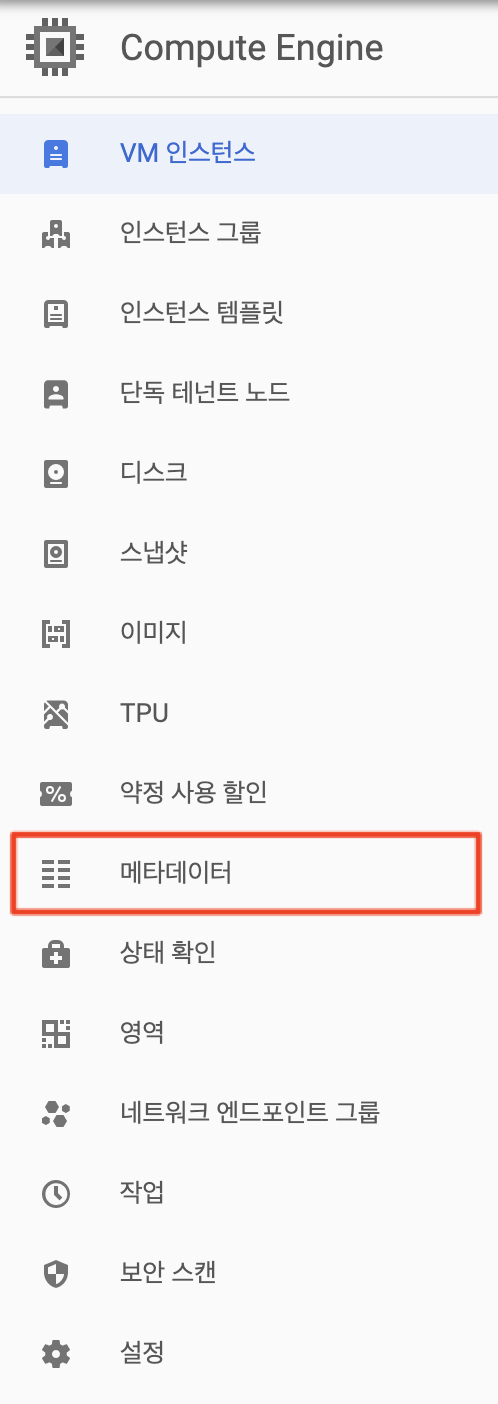 Compute Engine
VM 인스턴스
인스턴스 그룹
인스턴스 템플릿
단독 테넌트 노드
디스크
스냅샷
이미지
TPU
약정 사용 할인
메타데이터
상태 확인
영역
네트워크 엔드포인트 그룹
작업
보안 스캔
설정